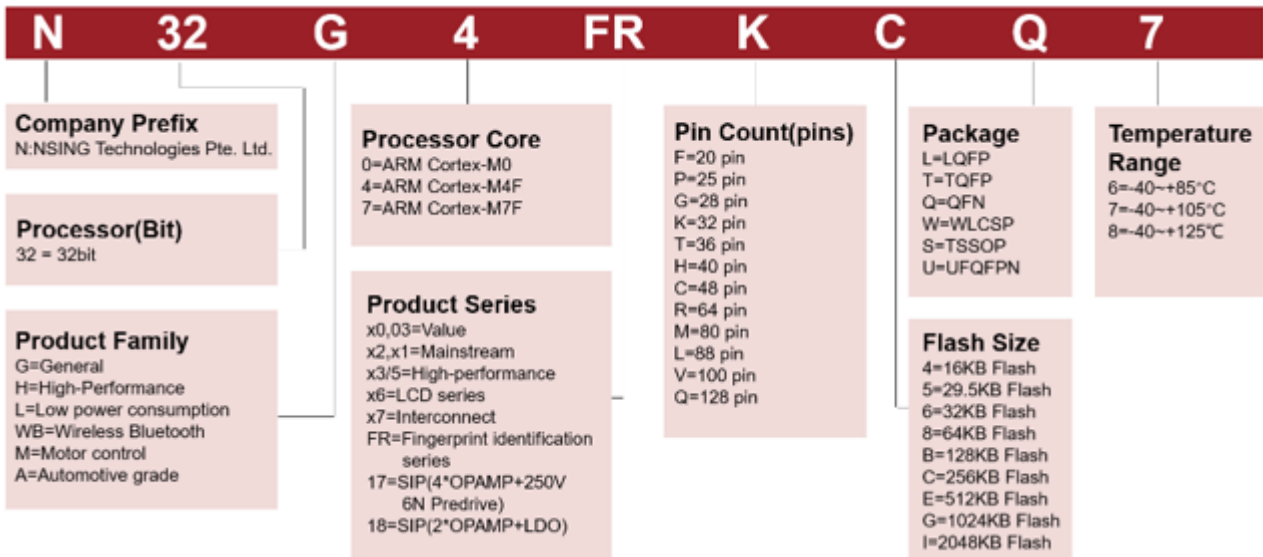 N 32 G 4 FR K C Q 7
Company Prefix
N:NSING Technologies Pte. Ltd.
Processor(Bit)
32 = 32bit
Product Family
G=General
H=High-Performance
L=Low power consumption
WB=Wireless Bluetooth
M=Motor control
A=Automotive grade
Processor Core
0=ARM Cortex-M0
4=ARM Cortex-M4F
7=ARM Cortex-M7F
Product Series
x0,03=Value
x2,x1=Mainstream
x3/5=High-performance
x6=LCD series
x7=Interconnect
FR=Fingerprint identification
series
17=SIP(4*OPAMP+250V
6N Predrive)
18=SIP(2*OPAMP+LDO)
Pin Count(pins)
F=20 pin
P=25 pin
G=28 pin
K=32 pin
T=36 pin
H=40 pin
C=48 pin
R=64 pin
M=80 pin
L=88 pin
V=100 pin
Q=128 pin
Package
L=LQFP
T=TQFP
Q=QFN
W=WLCSP
S=TSSOP
U=UFQFPN
Flash Size
4=16KB Flash
5=29.5KB Flash
6=32KB Flash
8=64KB Flash
B=128KB Flash
C=256KB Flash
E=512KB Flash
G=1024KB Flash
I=2048KB Flash
Temperature
Range
6=-40~+85°C
7=-40~+105°C
8=-40~+125℃